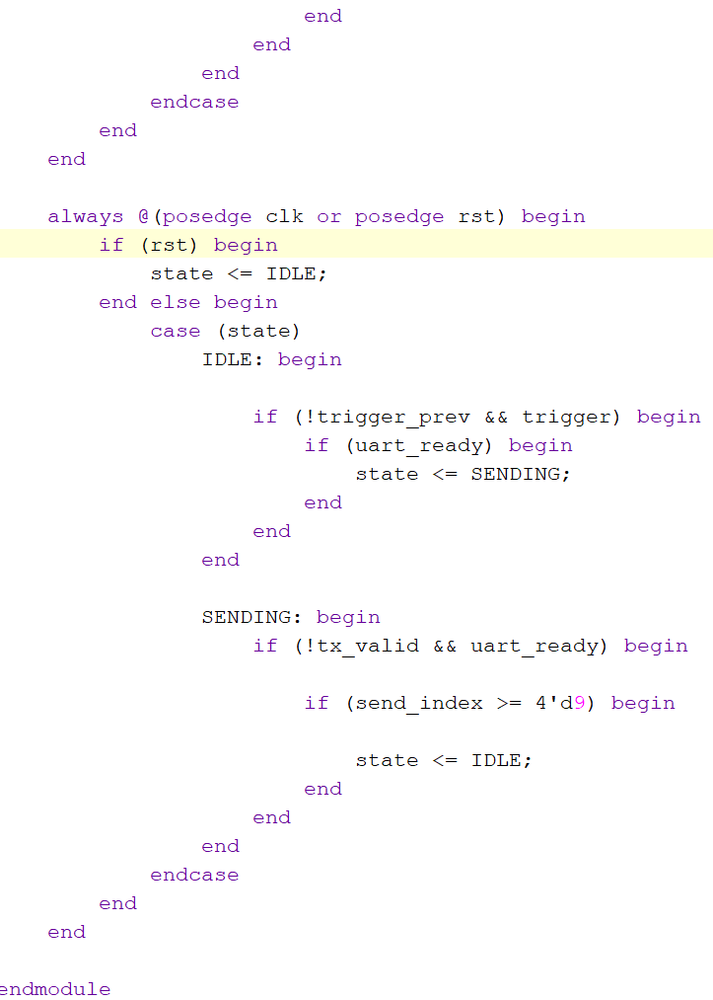 end
end
end
endcase
end
end
always @(posedge clk or posedge rst) begin
if (rst) begin
state <= IDLE;
end else begin
case (state)
IDLE: begin
if (!trigger_prev && trigger) begin
if (uart_ready) begin
state <= SENDING;
end
end
end
SENDING: begin
if (!tx_valid && uart_ready) begin
if (send_index >= 4'd9) begin
state <= IDLE;
end
end
end
endcase
end
end
endmodule